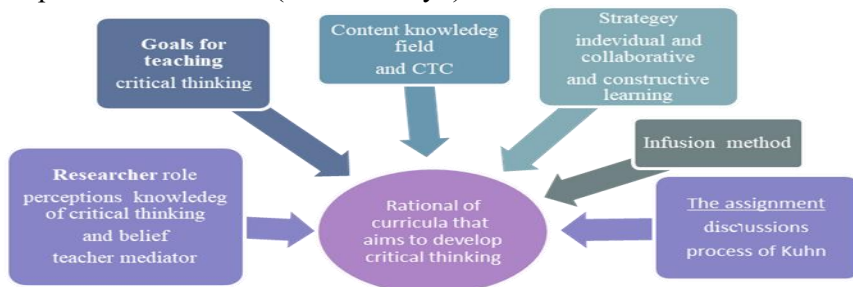 Goals for
teaching
critical thinking
Content knowledeg
field
and CTC
Strategey
indevidual and
collaborative
and constructive
learning
Infusion method
Researcher role
perceptions knowledeg
of critical thinking
and belief
teacher mediator
Rational of
curricula that
aims to develop
critical thinking
The assignment
discוssions
process of Kuhn